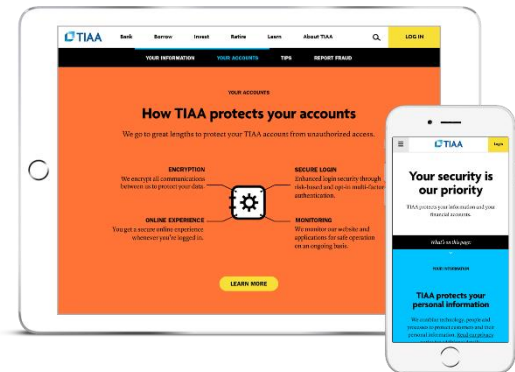 TIAA
Bank Borrow Invest Retire Learn About TIAA LOG IN
YOUR INFORMATION YOUR ACCOUNTS TIPS REPORT FRAUD
YOUR ACCOUNTS
How TIAA protects your accounts
We go to great lengths to protect your TIAA account from unauthorized access.
ENCRYPTION
We encrypt all communications
between us to protect your data.
SECURE LOGIN
Enhanced login security through
risk-based and opt-in multi-factor
authentication.
ONLINE EXPERIENCE
You get a secure online experience
whenever you're logged in.
MONITORING
We monitor our website and
applications for safe operation
on an ongoing basis.
LEARN MORE
TIAA
Login
Your security is
our priority
TIAA protects your information and your
financial accounts.
What's on this page:
YOUR INFORMATION
TIAA protects your
personal information
We combine technology, people and
processes to protect customers and their
personal information. Read our privacy